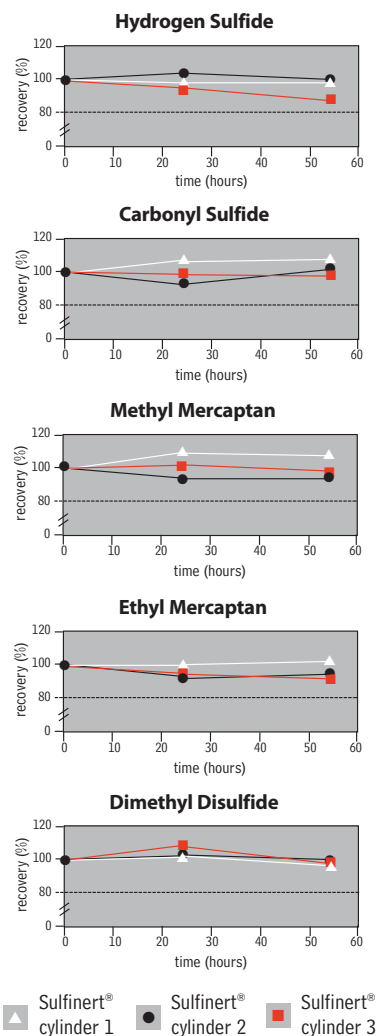 Hydrogen Sulfide
recovery (%)
120
100
80
0
0 10 20 30 40 50 60
time (hours)
Carbonyl Sulfide
recovery (%)
120
100
80
0
0 10 20 30 40 50 60
time (hours)
Methyl Mercaptan
recovery (%)
120
100
80
0
0 10 20 30 40 50 60
time (hours)
Ethyl Mercaptan
recovery (%)
120
100
80
0
0 10 20 30 40 50 60
time (hours)
Dimethyl Disulfide
recovery (%)
120
100
80
0
0 10 20 30 40 50 60
time (hours)
Sulfinert® Sulfinert® Sulfinert®
cylinder 1 cylinder 2 cylinder 3